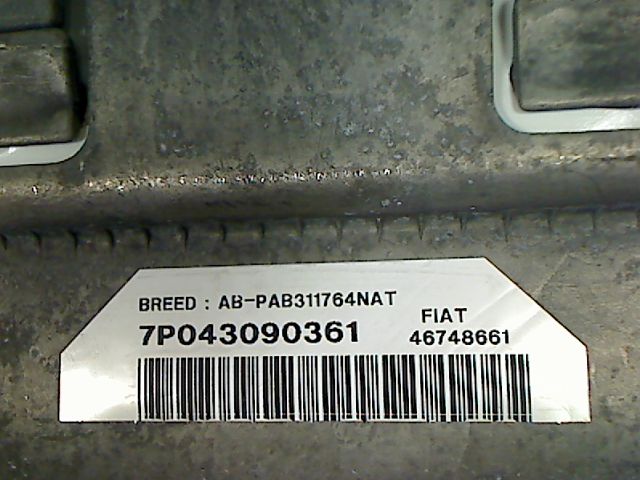 BREED : AB-PAB311764NAT
7P043090361
FIAT
46748661